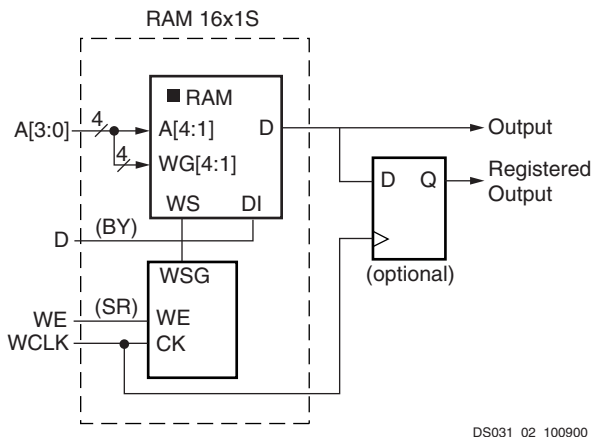 RAM 16x1S
RAM
A[3:0]
4
A[4:1]
D
Output
4
WG[4:1]
D
Q
Registered
Output
WS
DI
D
(BY)
(optional)
WSG
WE
(SR)
WE
WCLK
CK
DS031_02_100900